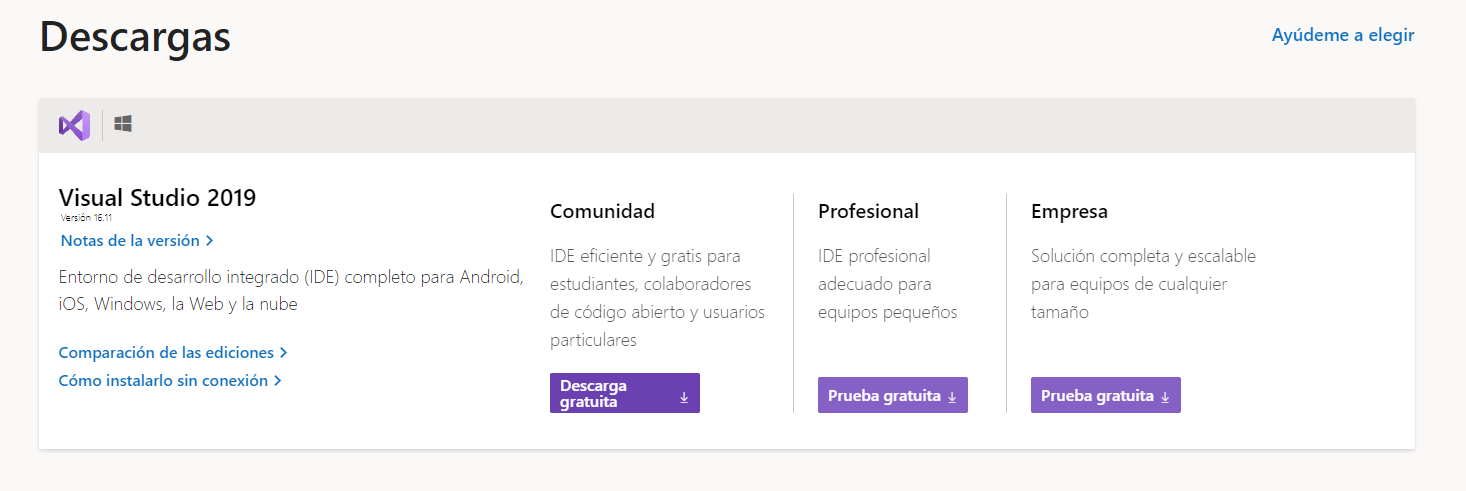 Descargas
Ayúdeme a elegir
Visual Studio 2019
Versión 16.11
Notas de la versión
Entorno de desarrollo integrado (IDE) completo para Android,
iOS, Windows, la Web y la nube
Comparación de las ediciones
Cómo instalarlo sin conexión
Comunidad
IDE eficiente y gratis para
estudiantes, colaboradores
de código abierto y usuarios
particulares
Descarga
gratuita
Profesional
IDE profesional
adecuado para
equipos pequeños
Prueba gratuita
Empresa
Solución completa y escalable
para equipos de cualquier
tamaño
Prueba gratuita